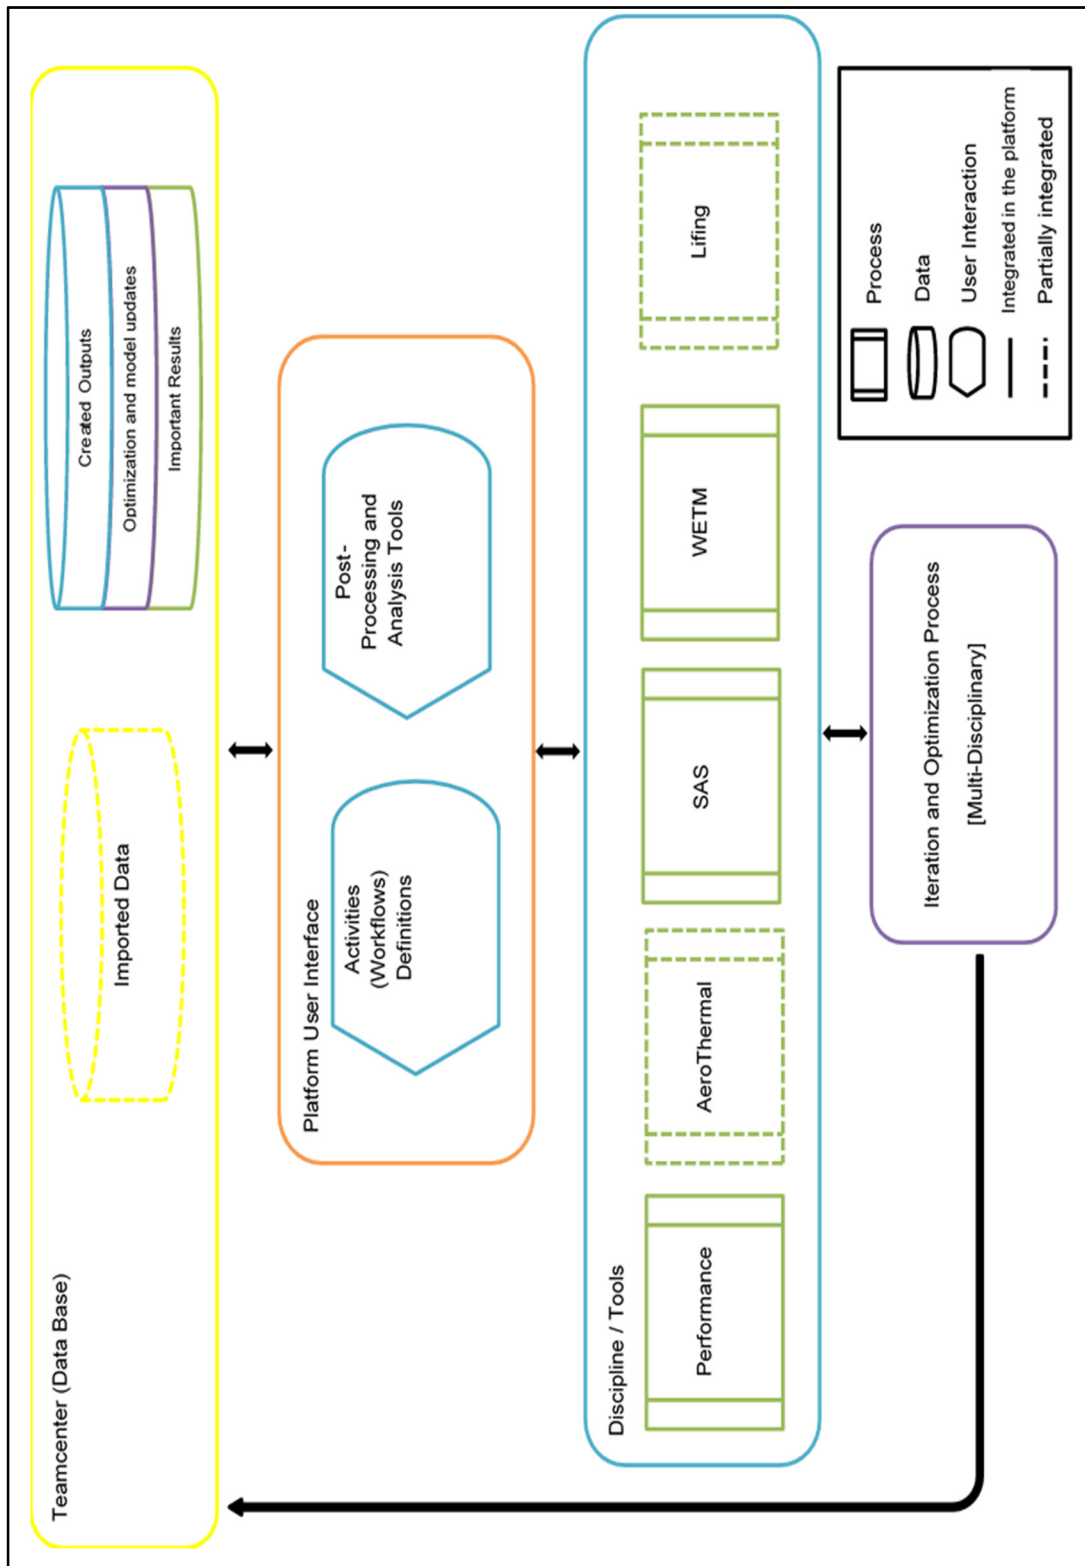 Teamcenter (Data Base)
Imported Data
Created Outputs
Optimization and model updates
Important Results
Platform User Interface
Activities
(Workflows)
Definitions
Post-
Processing and
Analysis Tools
Discipline / Tools
Performance
AeroThermal
SAS
WETM
Lifing
Iteration and Optimization Process
[Multi-Disciplinary]
Process
Data
User Interaction
Integrated in the platform
Partially integrated